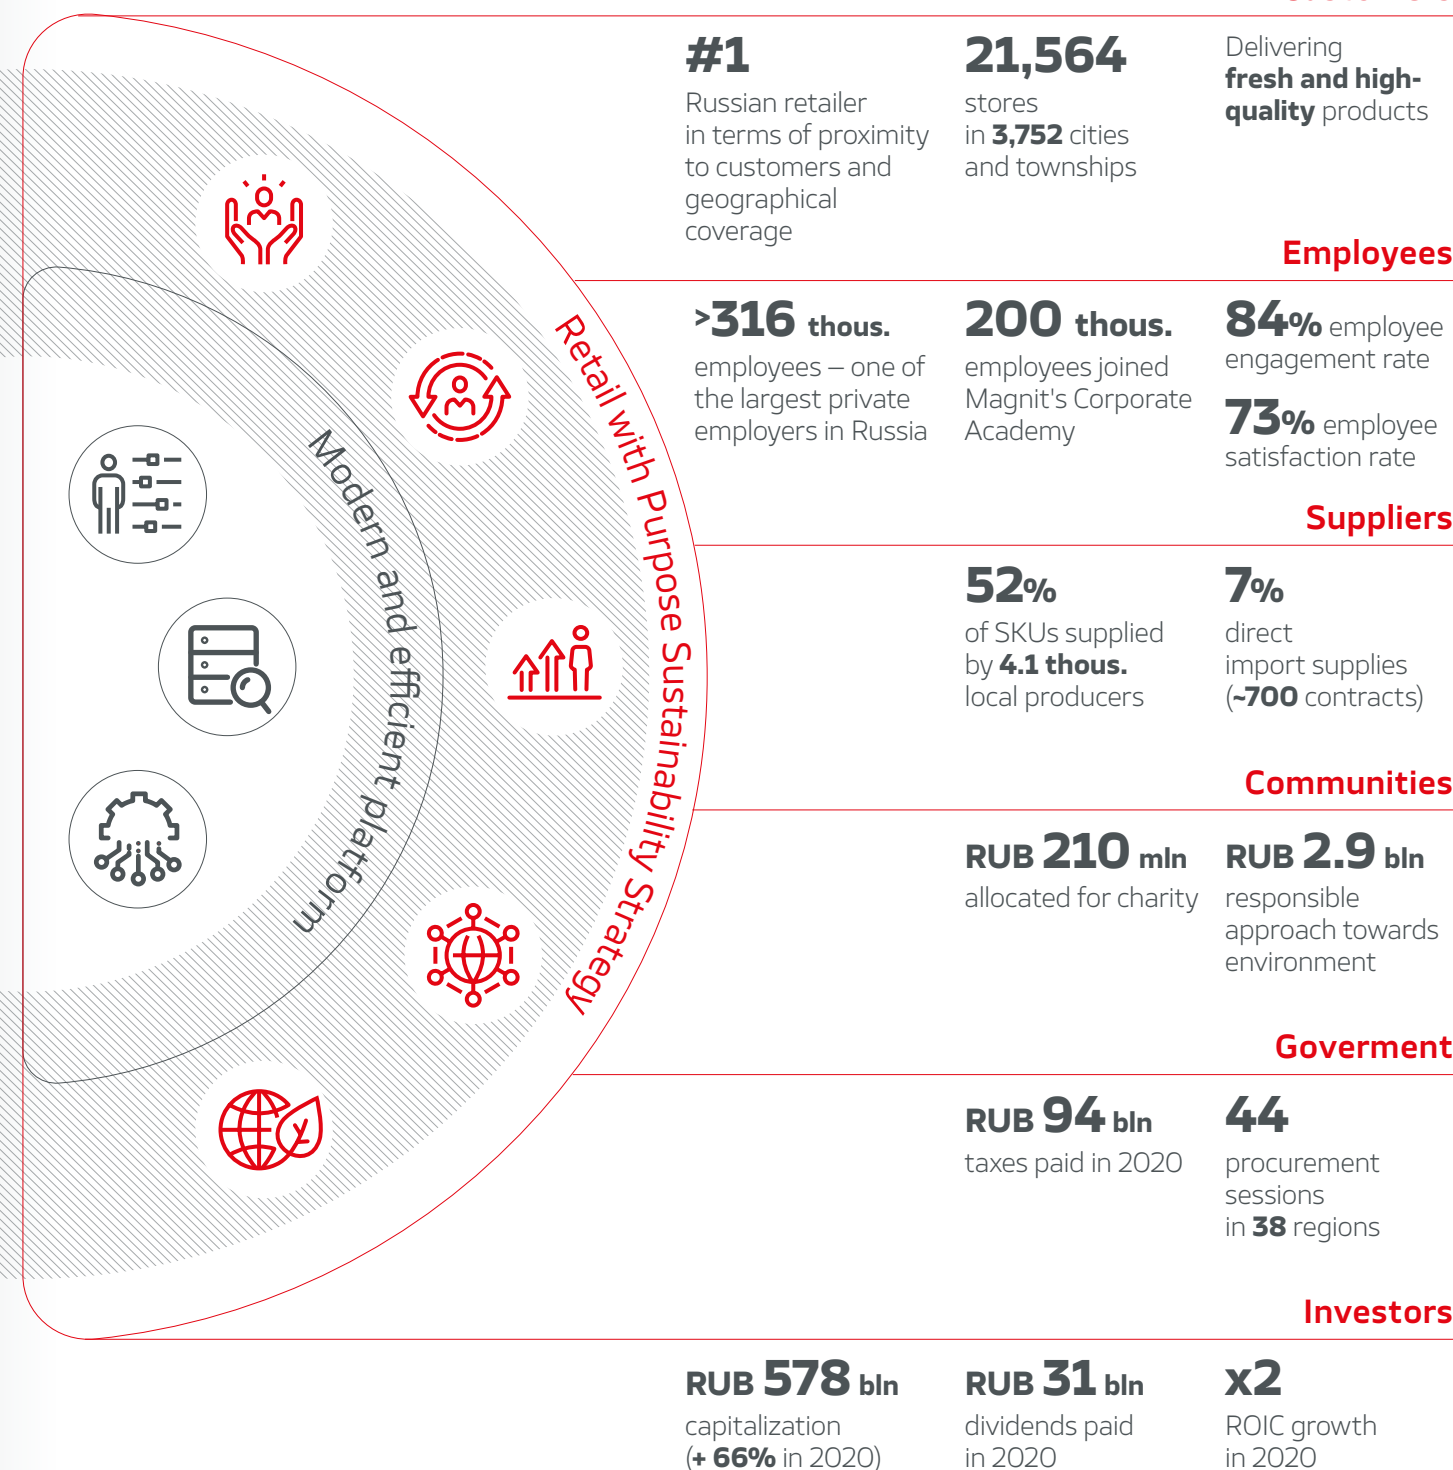 #1
Russian retailer
in terms of proximity
to customers and
geographical
coverage
21,564
stores
in 3,752 cities
and townships
Delivering
fresh and high-
quality products
Employees
>316 thous.
employees – one of
the largest private
employers in Russia
200 thous.
employees joined
Magnit's Corporate
Academy
84% employee
engagement rate
73% employee
satisfaction rate
Suppliers
52%
of SKUs supplied
by 4.1 thous.
local producers
7%
direct
import supplies
(~700 contracts)
Communities
RUB 210 mln
allocated for charity
RUB 2.9 bln
responsible
approach towards
environment
Goverment
RUB 94 bln
taxes paid in 2020
44
procurement
sessions
in 38 regions
Investors
RUB 578 bln
capitalization
(+ 66% in 2020)
RUB 31 bln
dividends paid
in 2020
x2
ROIC growth
in 2020
Modern and efficient platform
Retail with Purpose Sustainability Strategy